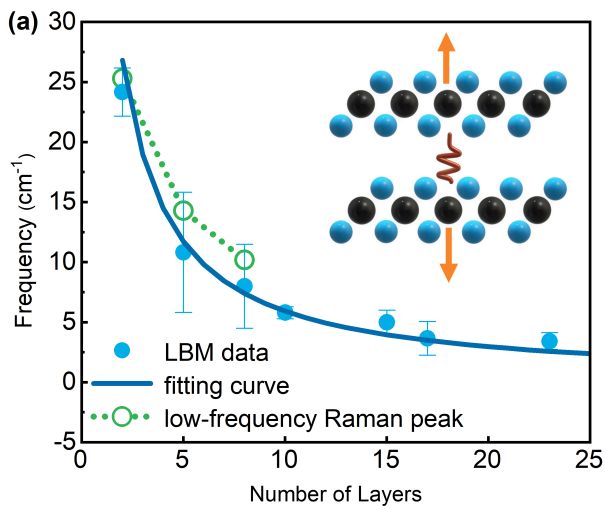 (a)
30
25
20
15
10
5
0
-5
Frequency (cm⁻¹)
LBM data
fitting curve
low-frequency Raman peak
0 5 10 15 20 25
Number of Layers